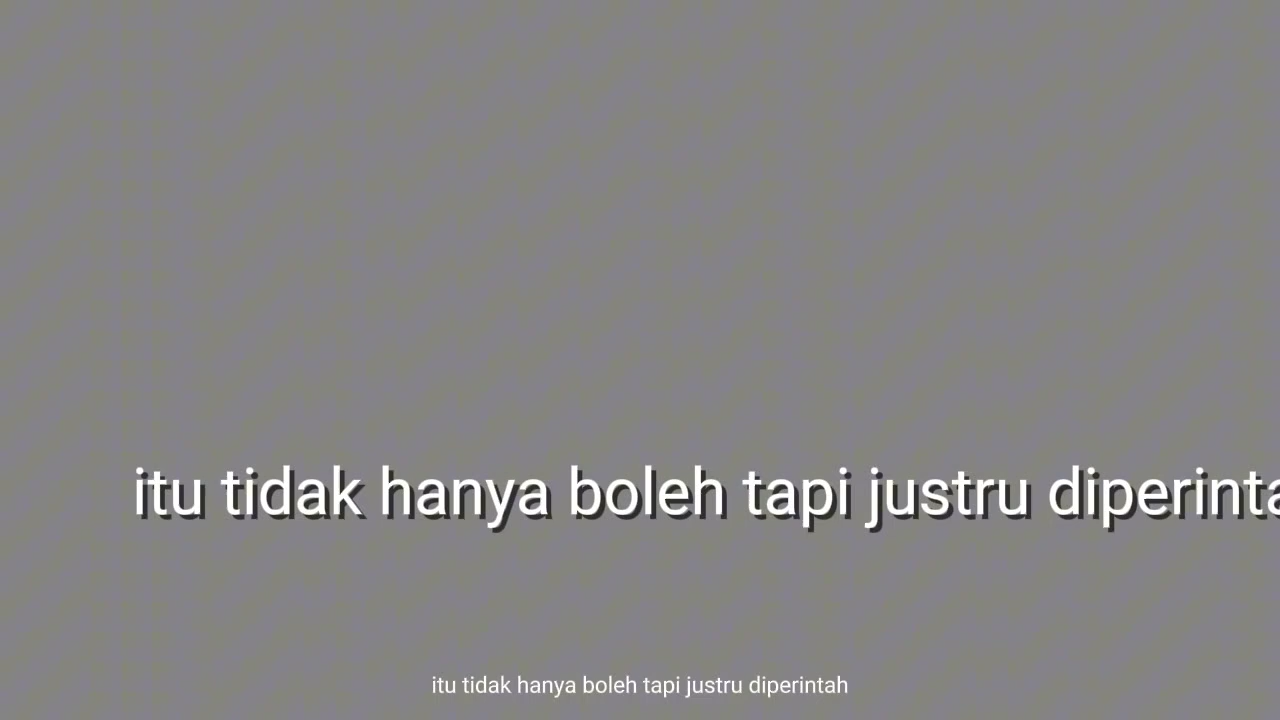 itu tidak hanya boleh tapi justru diperinta
itu tidak hanya boleh tapi justru diperintah